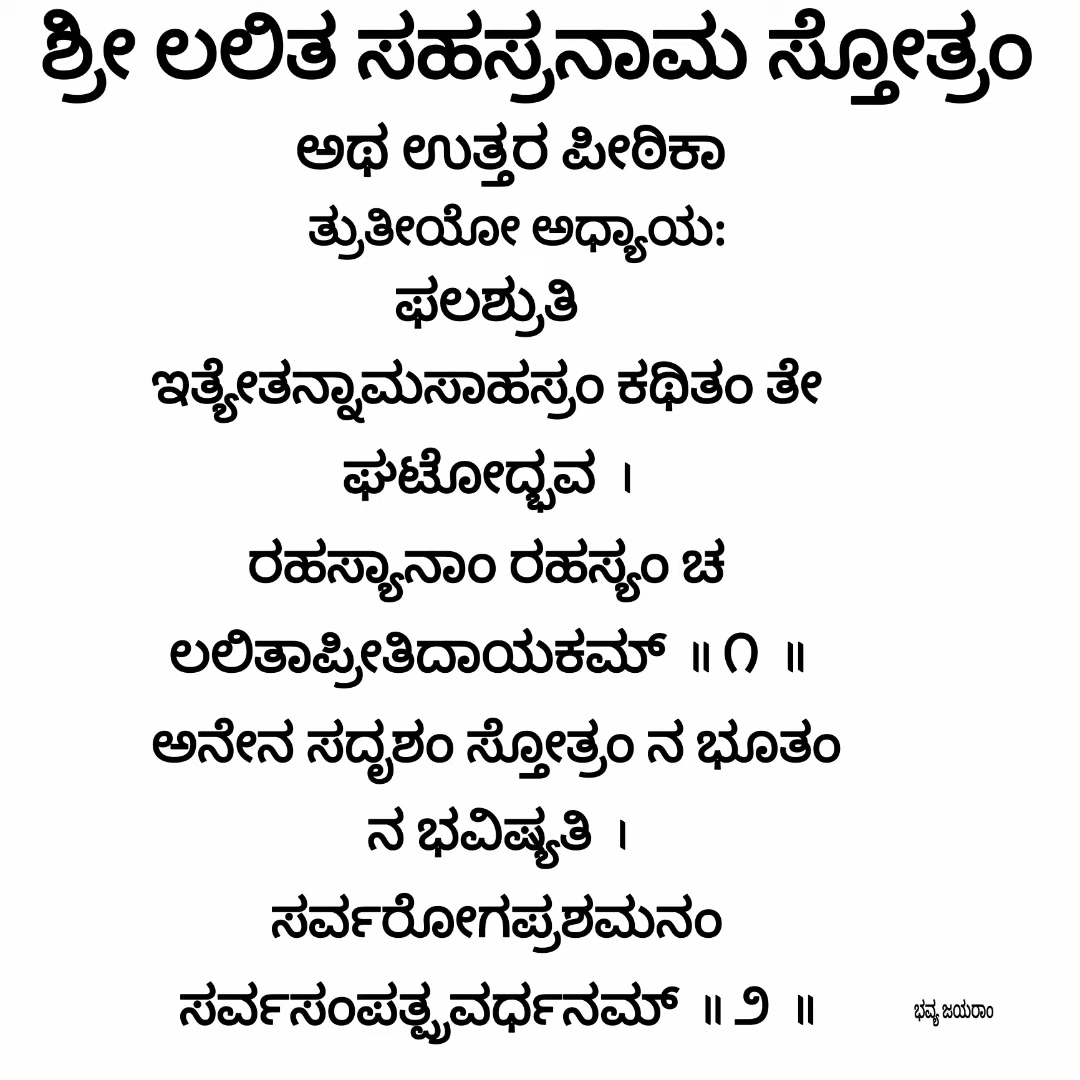 ಶ್ರೀ ಲಲಿತ ಸಹಸ್ರನಾಮ ಸ್ತೋತ್ರಂ
ಅಥ ಉತ್ತರ ಪೀಠಿಕಾ
ತ್ರುತೀಯೋ ಅಧ್ಯಾಯ:
ಫಲಶ್ರುತಿ
ಇತ್ಯೇತನ್ನಾಮಸಾಹಸ್ರಂ ಕಥಿತಂ ತೇ
ಘಟೋದ್ಭವ ।
ರಹಸ್ಯಾನಾಂ ರಹಸ್ಯಂ ಚ
ಲಲಿತಾಪ್ರೀತಿದಾಯಕಮ್ ॥ ೧ ॥
ಅನೇನ ಸದೃಶಂ ಸ್ತೋತ್ರಂ ನ ಭೂತಂ
ನ ಭವಿಷ್ಯತಿ ।
ಸರ್ವರೋಗಪ್ರಶಮನಂ
ಸರ್ವಸಂಪತ್ಪ್ರವರ್ಧನಮ್ ॥ ೨ ॥
ಭವ್ಯ ಜಯರಾಂ